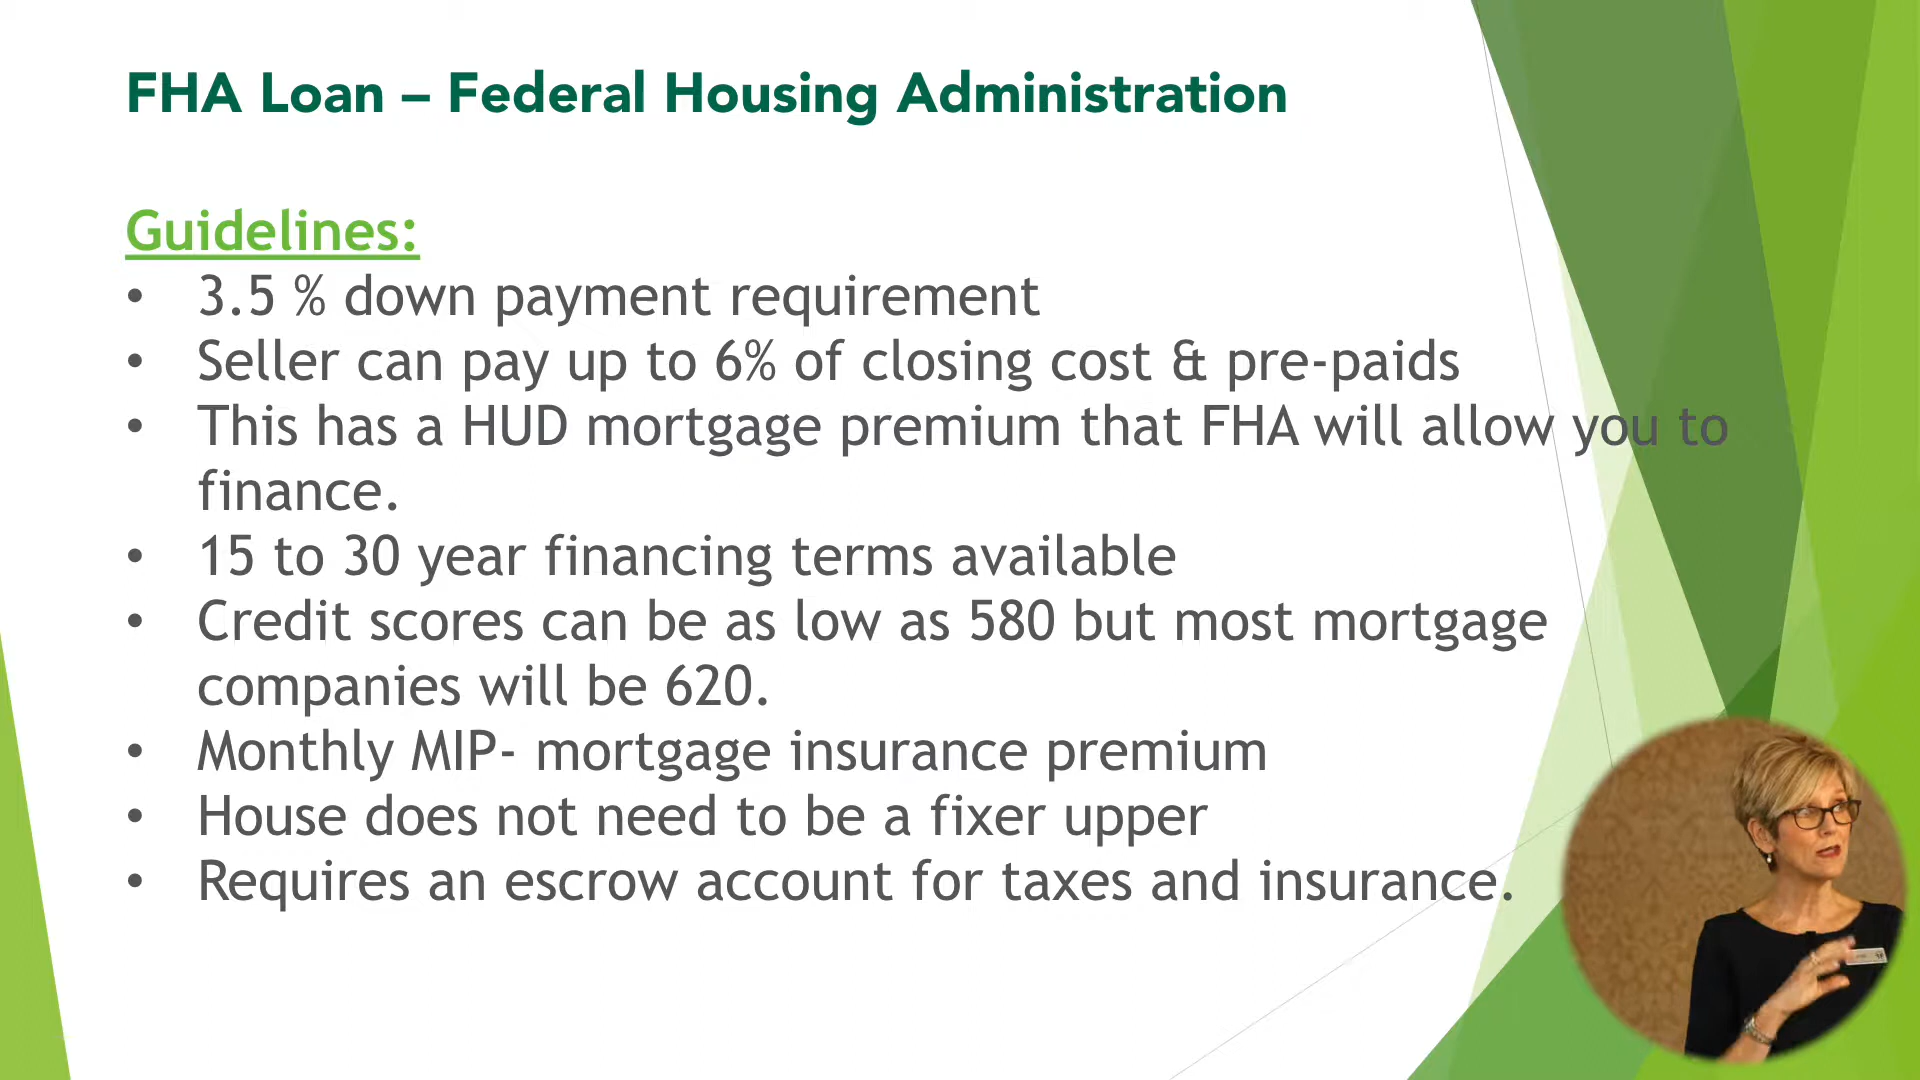 FHA Loan – Federal Housing Administration
Guidelines:
• 3.5 % down payment requirement
• Seller can pay up to 6% of closing cost & pre-paids
• This has a HUD mortgage premium that FHA will allow you to
finance.
• 15 to 30 year financing terms available
• Credit scores can be as low as 580 but most mortgage
companies will be 620.
• Monthly MIP- mortgage insurance premium
• House does not need to be a fixer upper
• Requires an escrow account for taxes and insurance.